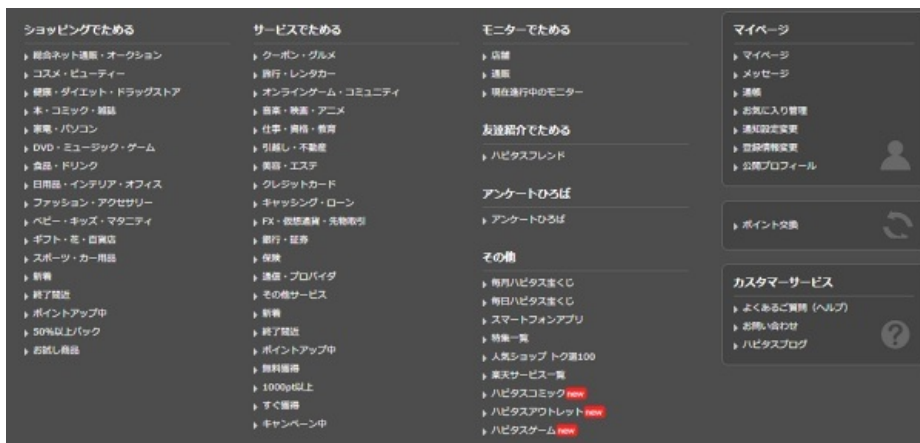 ショッピングでためる
総合ネット通販・オークション
コスメ・ビューティー
健康・ダイエット・ドラッグストア
本・コミック・雑誌
家電・パソコン
DVD・ミュージック・ゲーム
食品・ドリンク
日用品・インテリア・オフィス
ファッション・アクセサリー
ベビー・キッズ・マタニティ
ギフト・花・百貨店
スポーツ・カー用品
新着
終了間近
ポイントアップ中
50%以上バック
お試し商品
サービスでためる
クーポン・グルメ
旅行・レンタカー
オンラインゲーム・コミュニティ
音楽・映画・アニメ
仕事・資格・教育
引越し・不動産
美容・エステ
クレジットカード
キャッシング・ローン
FX・仮想通貨・先物取引
銀行・証券
保険
通信・プロバイダ
その他サービス
新着
終了間近
ポイントアップ中
無料獲得
1000pt以上
すぐ獲得
キャンペーン中
モニターでためる
店舗
通販
現在進行中のモニター
友達紹介でためる
ハピタスフレンド
アンケートひろば
アンケートひろば
その他
毎月ハピタス宝くじ
毎日ハピタス宝くじ
スマートフォンアプリ
特集一覧
人気ショップ トク選100
楽天サービス一覧
ハピタスコミック new
ハピタスアウトレット new
ハピタスゲーム new
マイページ
マイページ
メッセージ
通帳
お気に入り管理
通知設定変更
登録情報変更
公開プロフィール
ポイント交換
カスタマーサービス
よくあるご質問（ヘルプ）
お問い合わせ
ハピタスブログ